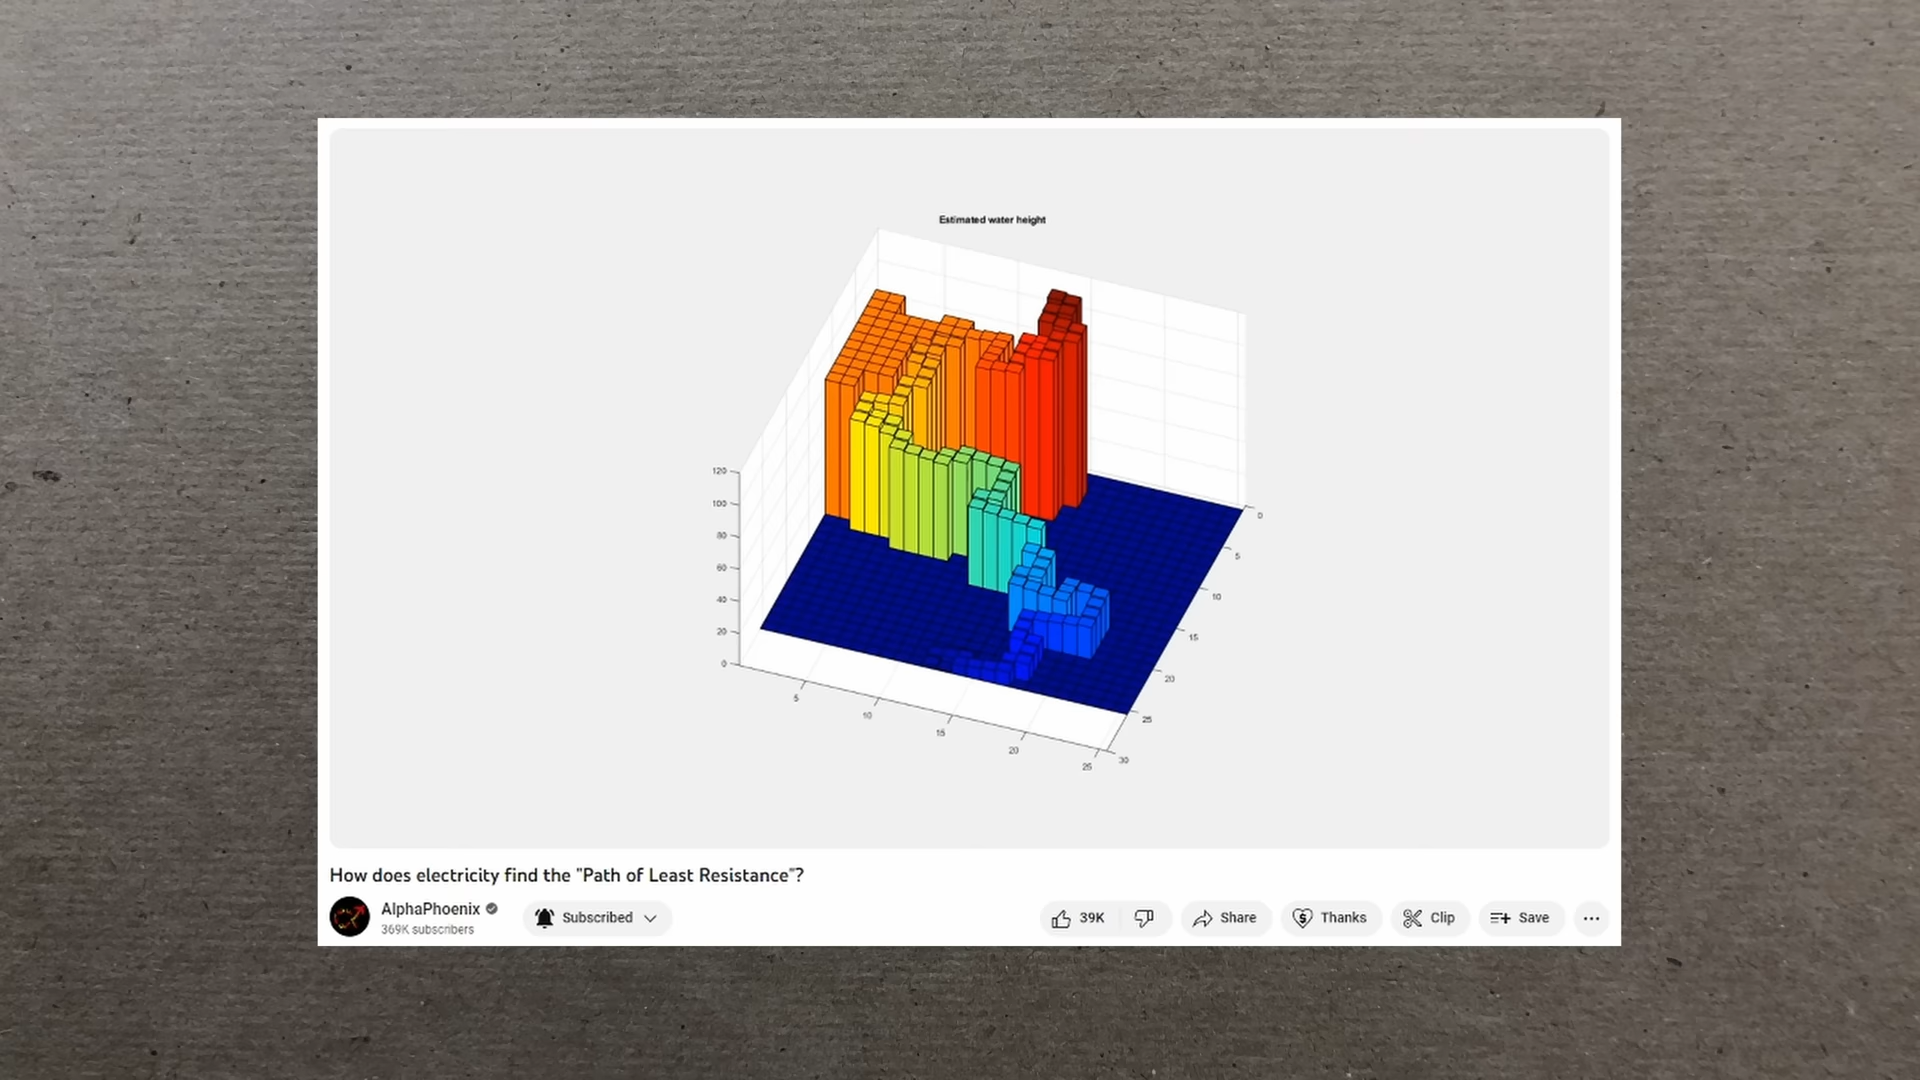 Estimated water height
120
100
80
60
40
20
0
5
10
15
20
25
0
5
10
15
20
25
30
How does electricity find the "Path of Least Resistance"?
AlphaPhoenix
369K subscribers
Subscribed
39K
Share
Thanks
Clip
Save